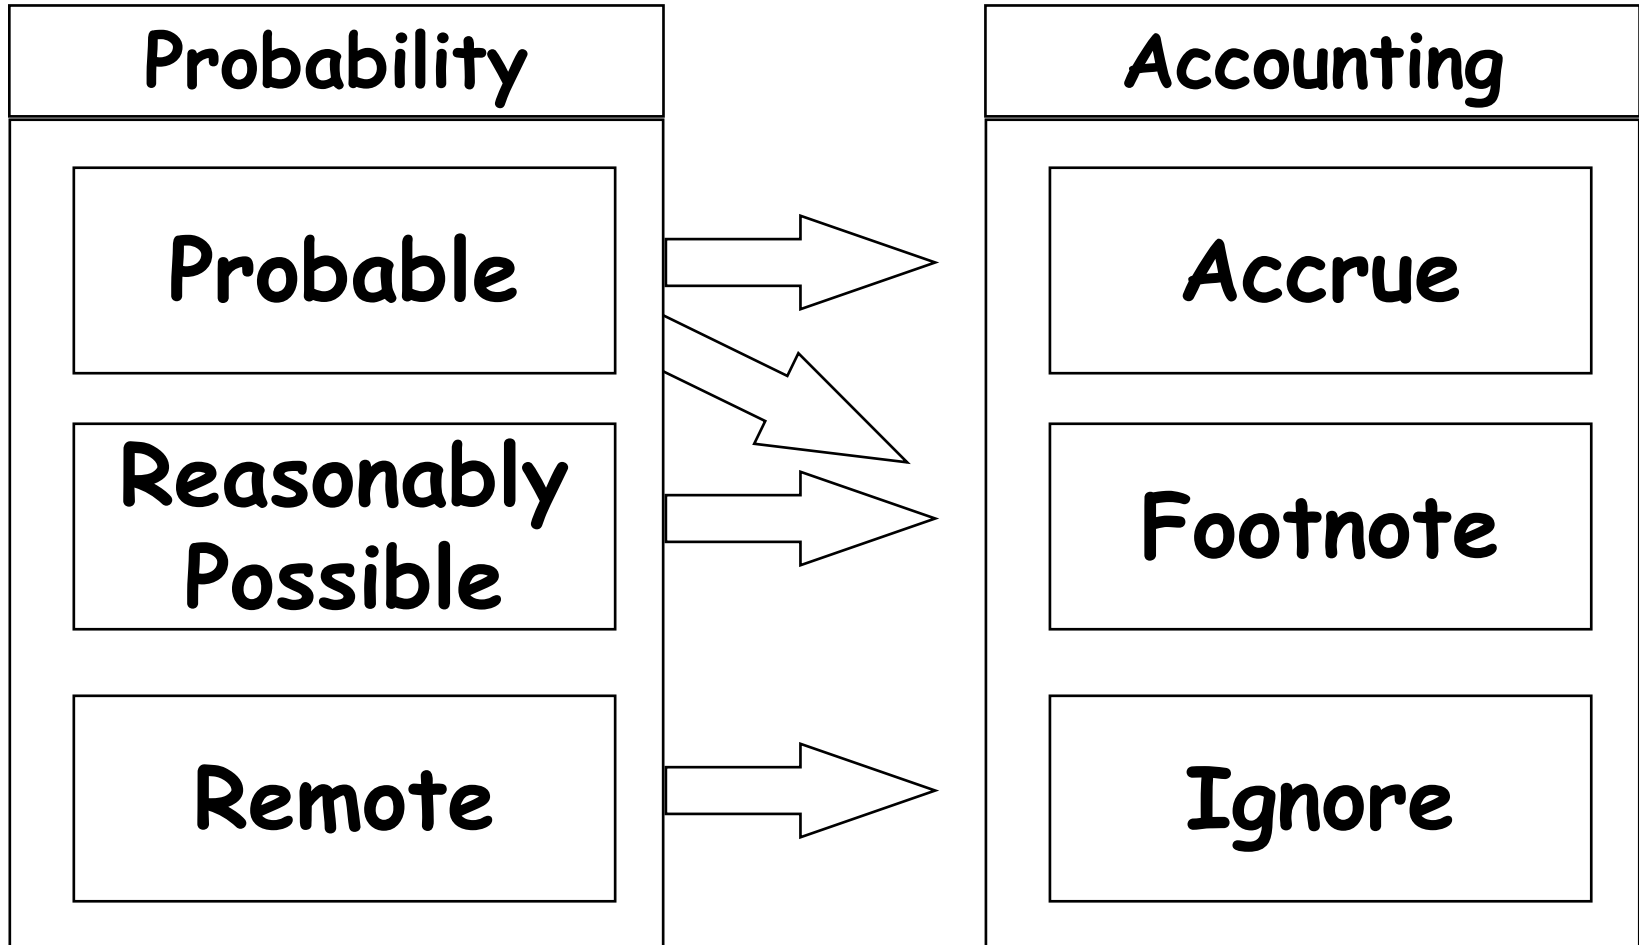 Probability
Accounting
Probable
Accrue
Reasonably
Possible
Footnote
Remote
Ignore